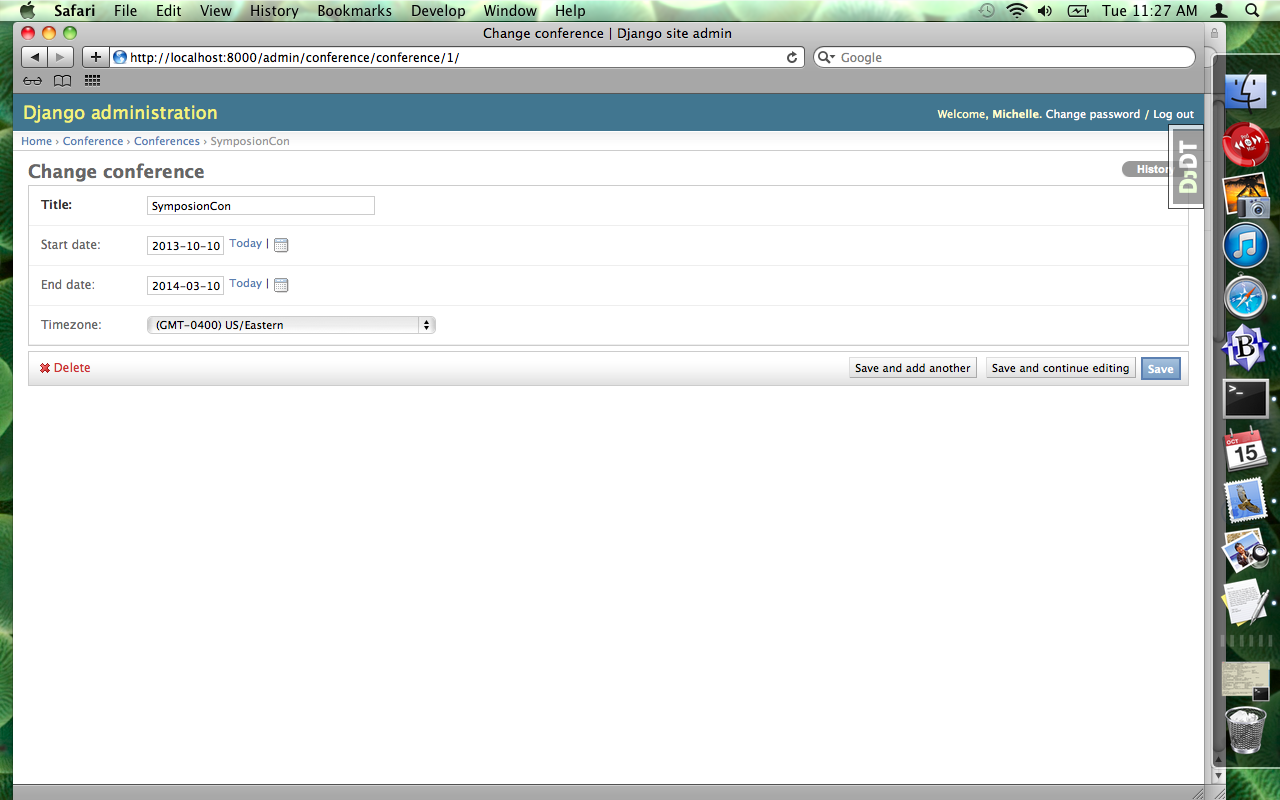 Safari File Edit View History Bookmarks Develop Window Help Tue 11:27 AM
Change conference | Django site admin
http://localhost:8000/admin/conference/conference/1/ Google
Django administration
Welcome, Michelle. Change password / Log out
Home › Conference › Conferences › SymposionCon
DjDT
Change conference
History
Title: SymposionCon
Start date: 2013-10-10 Today |
End date: 2014-03-10 Today |
Timezone: (GMT-0400) US/Eastern
Delete Save and add another Save and continue editing Save
B
>_
OCT
15